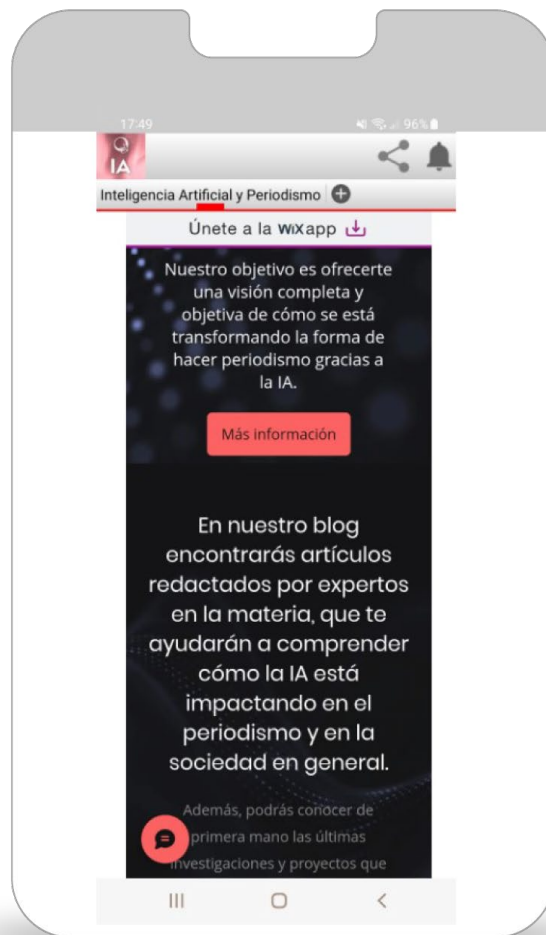 17:49
96%
IA
Inteligencia Artificial y Periodismo
Únete a la WiX app
Nuestro objetivo es ofrecerte
una visión completa y
objetiva de cómo se está
transformando la forma de
hacer periodismo gracias a
la IA.
Más información
En nuestro blog
encontrarás artículos
redactados por expertos
en la materia, que te
ayudarán a comprender
cómo la IA está
impactando en el
periodismo y en la
sociedad en general.
Además, podrás conocer de
primera mano las últimas
investigaciones y proyectos que